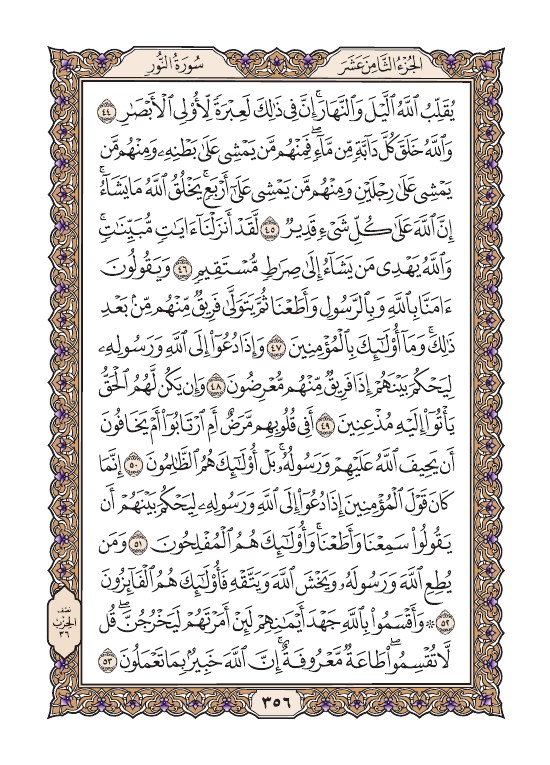 الجزء الثامن عشر
سورة النور
يُقَلِّبُ ٱللَّهُ ٱلَّيۡلَ وَٱلنَّهَارَۚ إِنَّ فِي ذَٰلِكَ لَعِبۡرَةٗ لِّأُوْلِي ٱلۡأَبۡصَٰرِ ٤٤
وَٱللَّهُ خَلَقَ كُلَّ دَآبَّةٖ مِّن مَّآءٖۖ فَمِنۡهُم مَّن يَمۡشِي عَلَىٰ بَطۡنِهِۦ وَمِنۡهُم مَّن
يَمۡشِي عَلَىٰ رِجۡلَيۡنِ وَمِنۡهُم مَّن يَمۡشِي عَلَىٰٓ أَرۡبَعٖۚ يَخۡلُقُ ٱللَّهُ مَا يَشَآءُۚ
إِنَّ ٱللَّهَ عَلَىٰ كُلِّ شَيۡءٖ قَدِيرٞ ٤٥ لَّقَدۡ أَنزَلۡنَآ ءَايَٰتٖ مُّبَيِّنَٰتٖۚ
وَٱللَّهُ يَهۡدِي مَن يَشَآءُ إِلَىٰ صِرَٰطٖ مُّسۡتَقِيمٖ ٤٦ وَيَقُولُونَ
ءَامَنَّا بِٱللَّهِ وَبِٱلرَّسُولِ وَأَطَعۡنَا ثُمَّ يَتَوَلَّىٰ فَرِيقٞ مِّنۡهُم مِّنۢ بَعۡدِ
ذَٰلِكَۚ وَمَآ أُوْلَٰٓئِكَ بِٱلۡمُؤۡمِنِينَ ٤٧ وَإِذَا دُعُوٓاْ إِلَى ٱللَّهِ وَرَسُولِهِۦ
لِيَحۡكُمَ بَيۡنَهُمۡ إِذَا فَرِيقٞ مِّنۡهُم مُّعۡرِضُونَ ٤٨ وَإِن يَكُن لَّهُمُ ٱلۡحَقُّ
يَأۡتُوٓاْ إِلَيۡهِ مُذۡعِنِينَ ٤٩ أَفِي قُلُوبِهِم مَّرَضٌ أَمِ ٱرۡتَابُوٓاْ أَمۡ يَخَافُونَ
أَن يَحِيفَ ٱللَّهُ عَلَيۡهِمۡ وَرَسُولُهُۥۚ بَلۡ أُوْلَٰٓئِكَ هُمُ ٱلظَّٰلِمُونَ ٥٠ إِنَّمَا
كَانَ قَوۡلَ ٱلۡمُؤۡمِنِينَ إِذَا دُعُوٓاْ إِلَى ٱللَّهِ وَرَسُولِهِۦ لِيَحۡكُمَ بَيۡنَهُمۡ أَن
يَقُولُواْ سَمِعۡنَا وَأَطَعۡنَاۚ وَأُوْلَٰٓئِكَ هُمُ ٱلۡمُفۡلِحُونَ ٥١ وَمَن
يُطِعِ ٱللَّهَ وَرَسُولَهُۥ وَيَخۡشَ ٱللَّهَ وَيَتَّقۡهِ فَأُوْلَٰٓئِكَ هُمُ ٱلۡفَآئِزُونَ
٥٢ ۞ وَأَقۡسَمُواْ بِٱللَّهِ جَهۡدَ أَيۡمَٰنِهِمۡ لَئِنۡ أَمَرۡتَهُمۡ لَيَخۡرُجُنَّۖ قُل
لَّا تُقۡسِمُواْۖ طَاعَةٞ مَّعۡرُوفَةٌۚ إِنَّ ٱللَّهَ خَبِيرُۢ بِمَا تَعۡمَلُونَ ٥٣
نصف
الحزب
٣٦
٣٥٦